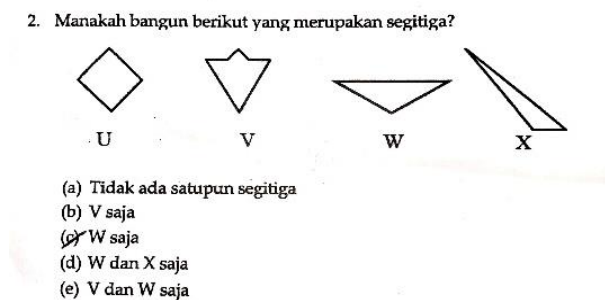 2. Manakah bangun berikut yang merupakan segitiga?
U V W X
(a) Tidak ada satupun segitiga
(b) V saja
(c) W saja
(d) W dan X saja
(e) V dan W saja